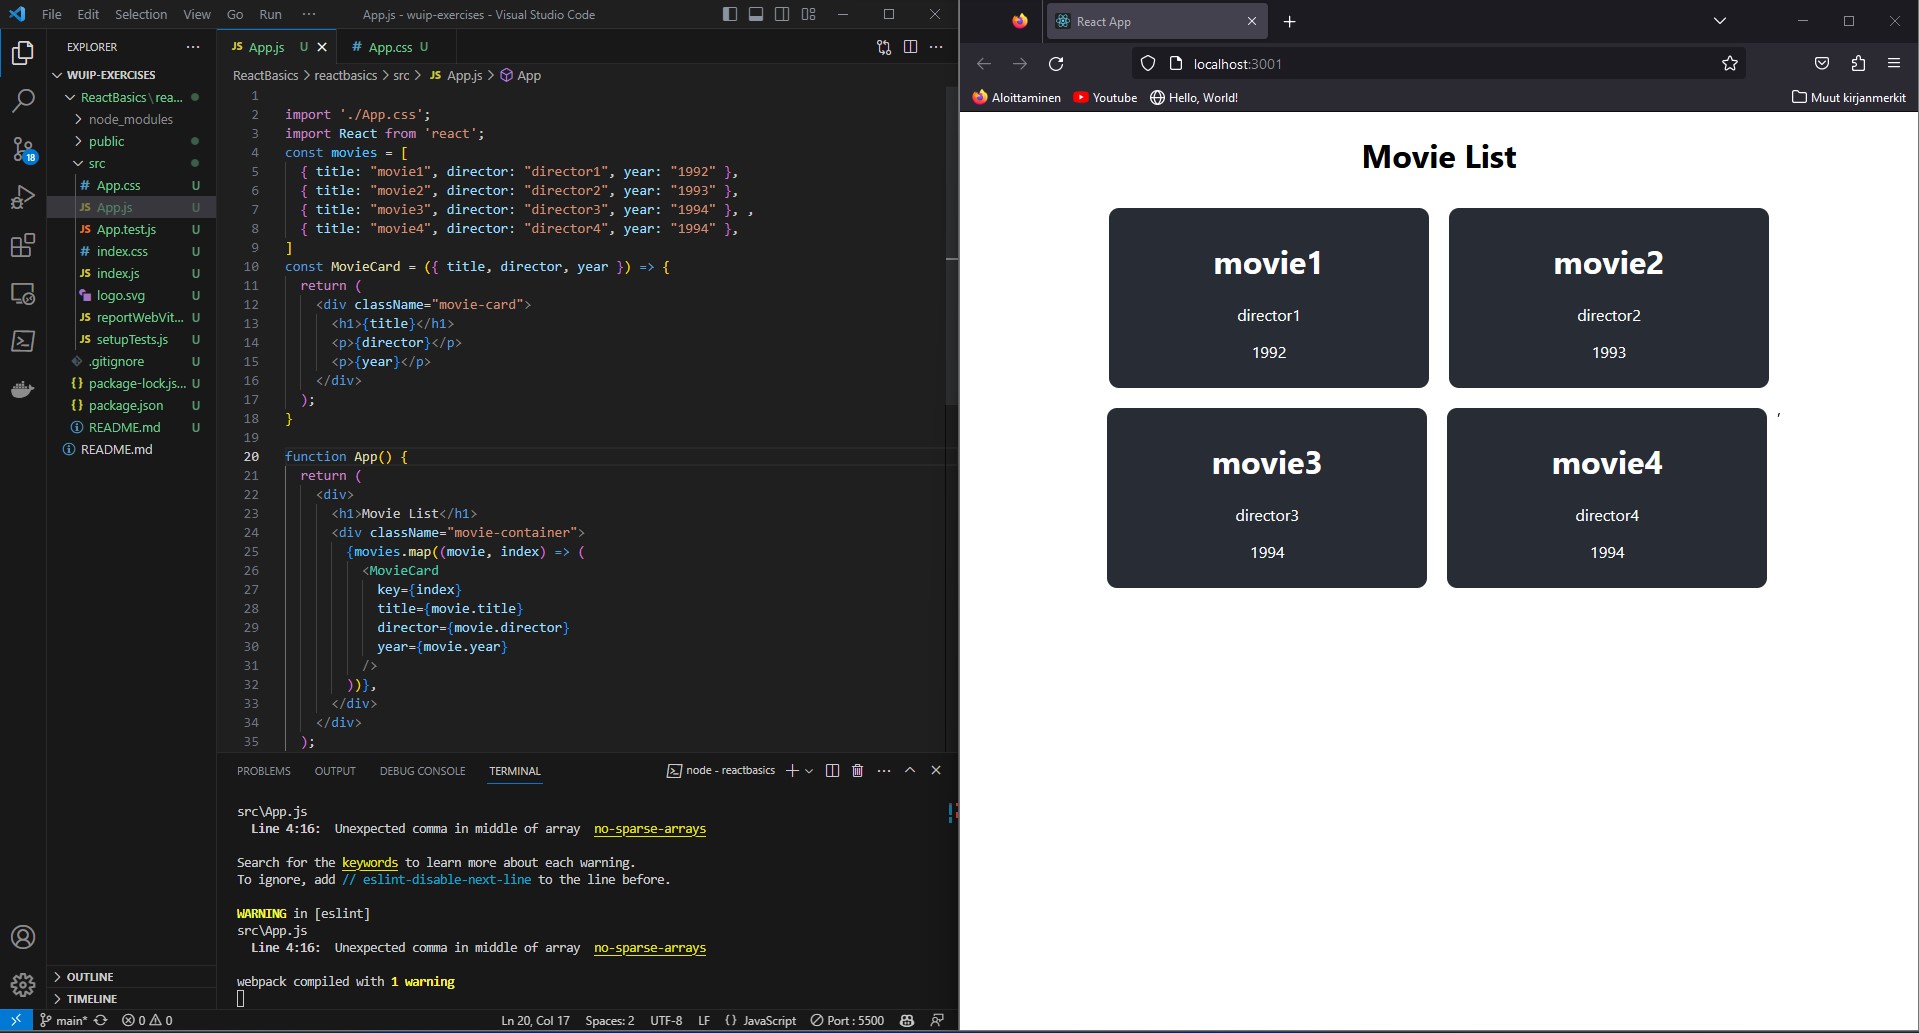 File Edit Selection View Go Run ··· App.js - wuip-exercises - Visual Studio Code
EXPLORER ···
WUIP-EXERCISES
ReactBasics\rea...
node_modules
public
src
# App.css U
JS App.js U
JS App.test.js U
# index.css U
JS index.js U
logo.svg U
JS reportWebVit... U
JS setupTests.js U
.gitignore U
{} package-lock.js... U
{} package.json U
README.md U
README.md
OUTLINE
TIMELINE
18
JS App.js U
# App.css U
ReactBasics > reactbasics > src > JS App.js > App
1
2 import './App.css';
3 import React from 'react';
4 const movies = [
5 { title: "movie1", director: "director1", year: "1992" },
6 { title: "movie2", director: "director2", year: "1993" },
7 { title: "movie3", director: "director3", year: "1994" }, ,
8 { title: "movie4", director: "director4", year: "1994" },
9 ]
10 const MovieCard = ({ title, director, year }) => {
11 return (
12 <div className="movie-card">
13 <h1>{title}</h1>
14 <p>{director}</p>
15 <p>{year}</p>
16 </div>
17 );
18 }
19
20 function App() {
21 return (
22 <div>
23 <h1>Movie List</h1>
24 <div className="movie-container">
25 {movies.map((movie, index) => (
26 <MovieCard
27 key={index}
28 title={movie.title}
29 director={movie.director}
30 year={movie.year}
31 />
32 ))},
33 </div>
34 </div>
35 );
PROBLEMS OUTPUT DEBUG CONSOLE TERMINAL
node - reactbasics
src\App.js
Line 4:16: Unexpected comma in middle of array no-sparse-arrays
Search for the keywords to learn more about each warning.
To ignore, add // eslint-disable-next-line to the line before.
WARNING in [eslint]
src\App.js
Line 4:16: Unexpected comma in middle of array no-sparse-arrays
webpack compiled with 1 warning
main* 0 0 Ln 20, Col 17 Spaces: 2 UTF-8 LF {} JavaScript Port : 5500
React App
localhost:3001
Aloittaminen Youtube Hello, World! Muut kirjanmerkit
Movie List
movie1
director1
1992
movie2
director2
1993
movie3
director3
1994
movie4
director4
1994
,